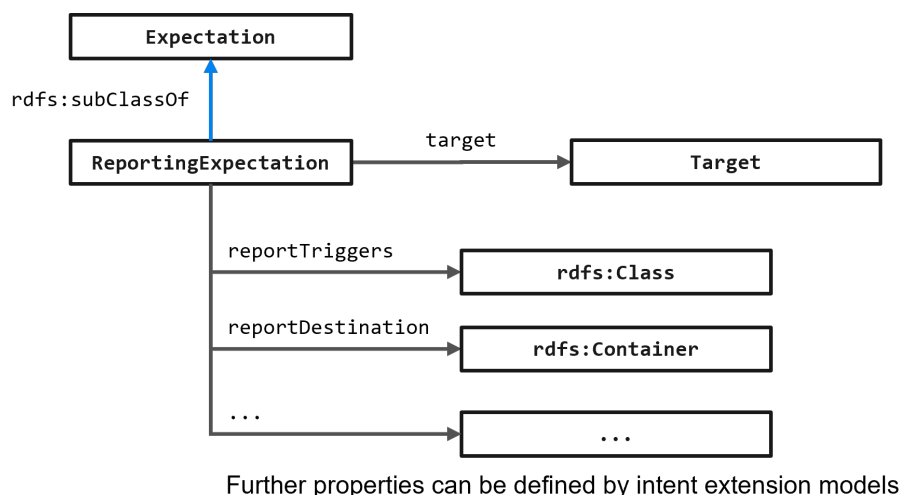 Expectation
rdfs:subClassOf
ReportingExpectation
target
Target
reportTriggers
rdfs:Class
reportDestination
rdfs:Container
...
...
Further properties can be defined by intent extension models